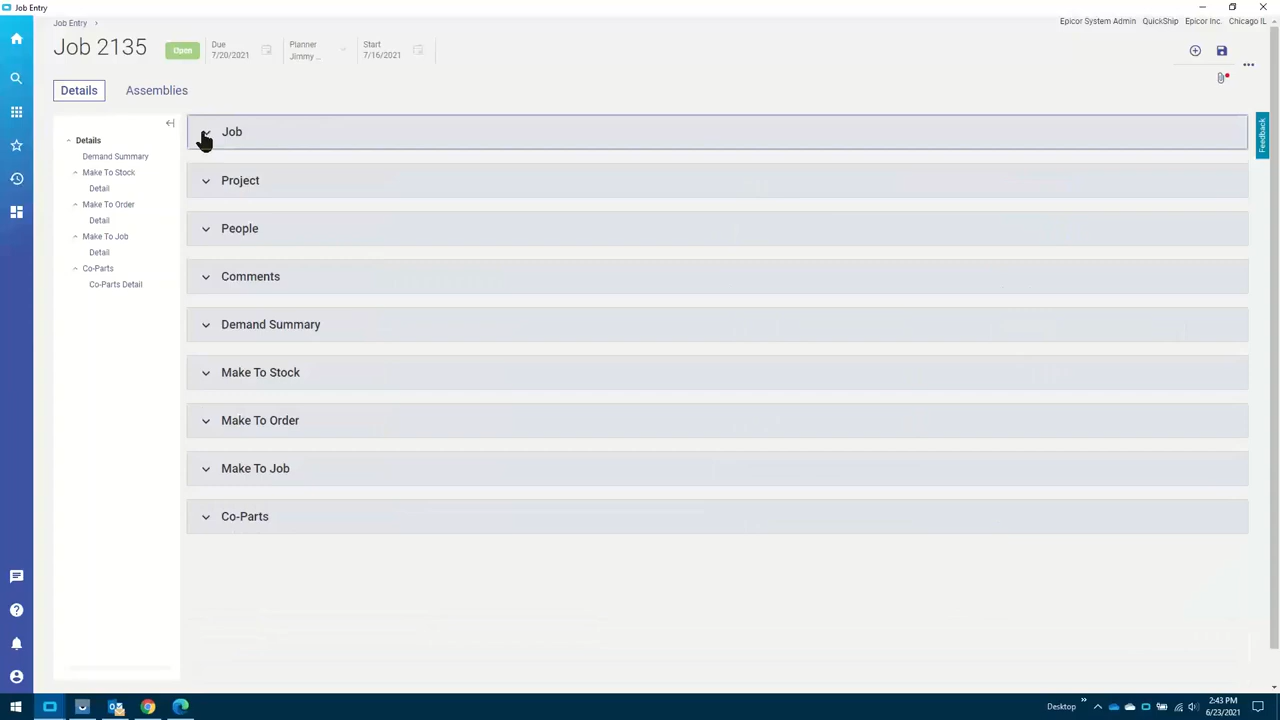 Job Entry
Job Entry
Epicor System Admin QuickShip Epicor Inc. Chicago IL
Job 2135
Open
Due
7/20/2021
Planner
Jimmy ...
Start
7/16/2021
Details
Assemblies
Details
Demand Summary
Make To Stock
Detail
Make To Order
Detail
Make To Job
Detail
Co-Parts
Co-Parts Detail
Job
Project
People
Comments
Demand Summary
Make To Stock
Make To Order
Make To Job
Co-Parts
Feedback
Desktop
2:43 PM
6/23/2021